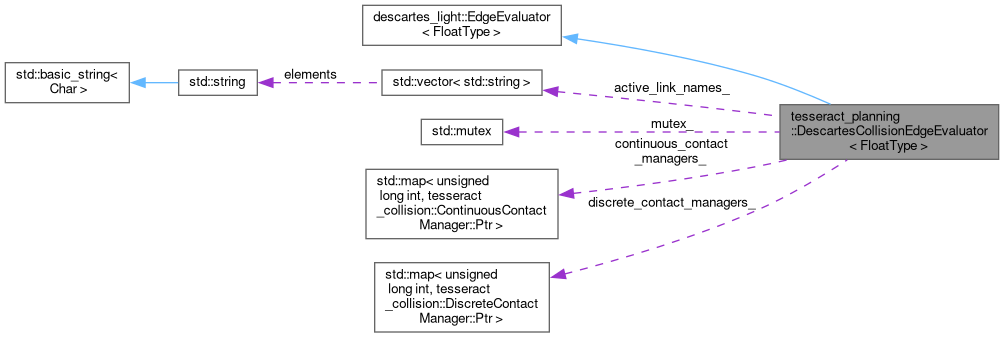 descartes_light::EdgeEvaluator
< FloatType >
std::basic_string<
Char >
std::string
elements
std::vector< std::string >
active_link_names_
tesseract_planning
::DescartesCollisionEdgeEvaluator
< FloatType >
std::mutex
mutex_
continuous_contact
_managers_
std::map< unsigned
long int, tesseract
_collision::ContinuousContact
Manager::Ptr >
discrete_contact_managers_
std::map< unsigned
long int, tesseract
_collision::DiscreteContact
Manager::Ptr >